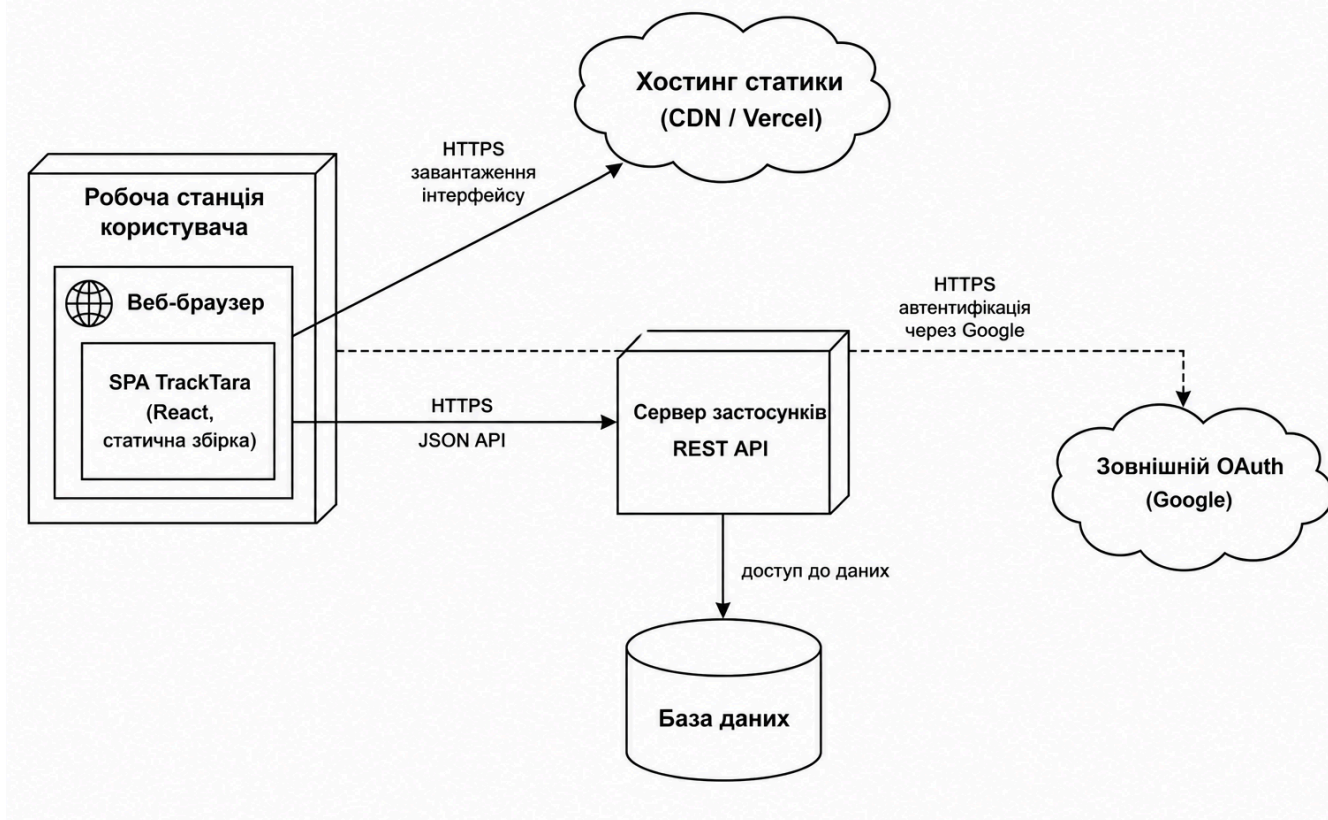 Хостинг статики
(CDN / Vercel)
HTTPS
завантаження
інтерфейсу
Робоча станція
користувача
Веб-браузер
SPA TrackTara
(React,
статична збірка)
HTTPS
JSON API
Сервер застосунків
REST API
HTTPS
автентифікація
через Google
Зовнішній OAuth
(Google)
доступ до даних
База даних